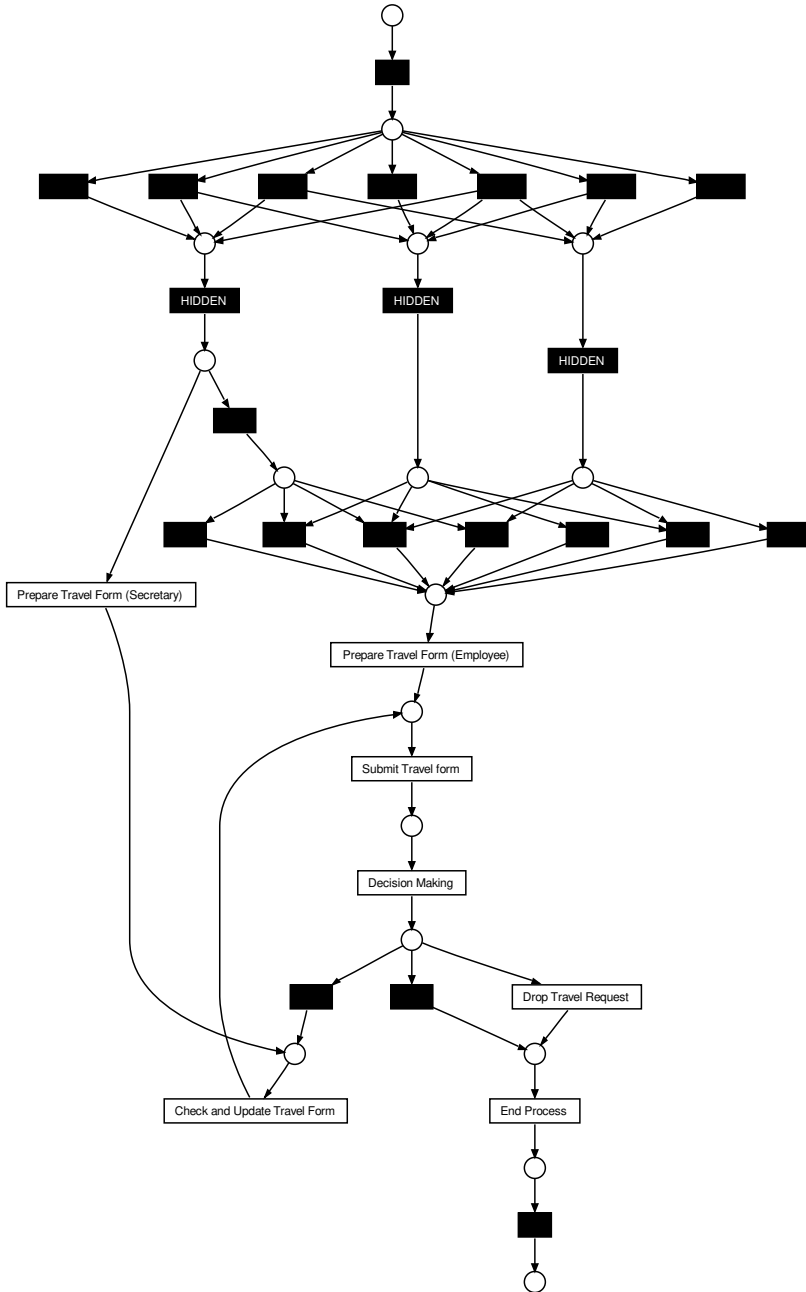 HIDDEN
HIDDEN
HIDDEN
Prepare Travel Form (Secretary)
Prepare Travel Form (Employee)
Submit Travel form
Decision Making
Drop Travel Request
Check and Update Travel Form
End Process